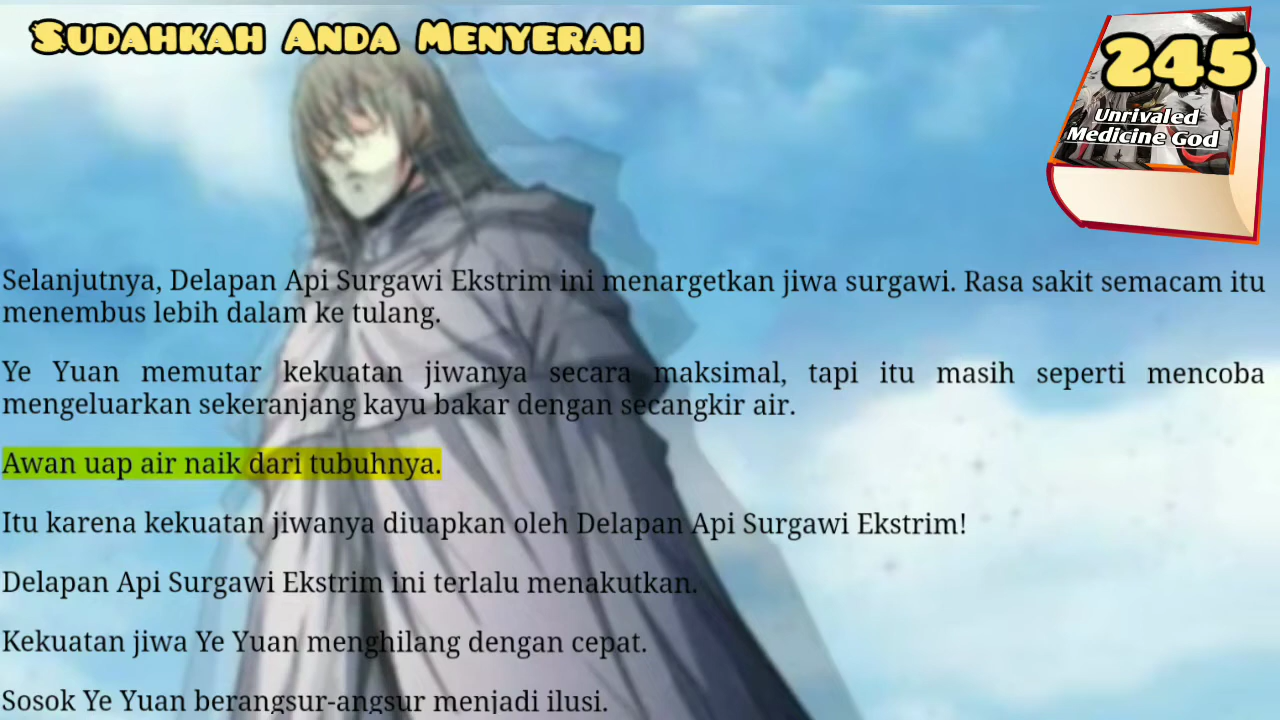 Sudahkah Anda Menyerah
245
Unrivaled
Medicine God
Selanjutnya, Delapan Api Surgawi Ekstrim ini menargetkan jiwa surgawi. Rasa sakit semacam itu
menembus lebih dalam ke tulang.
Ye Yuan memutar kekuatan jiwanya secara maksimal, tapi itu masih seperti mencoba
mengeluarkan sekeranjang kayu bakar dengan secangkir air.
Awan uap air naik dari tubuhnya.
Itu karena kekuatan jiwanya diuapkan oleh Delapan Api Surgawi Ekstrim!
Delapan Api Surgawi Ekstrim ini terlalu menakutkan.
Kekuatan jiwa Ye Yuan menghilang dengan cepat.
Sosok Ye Yuan berangsur-angsur menjadi ilusi.